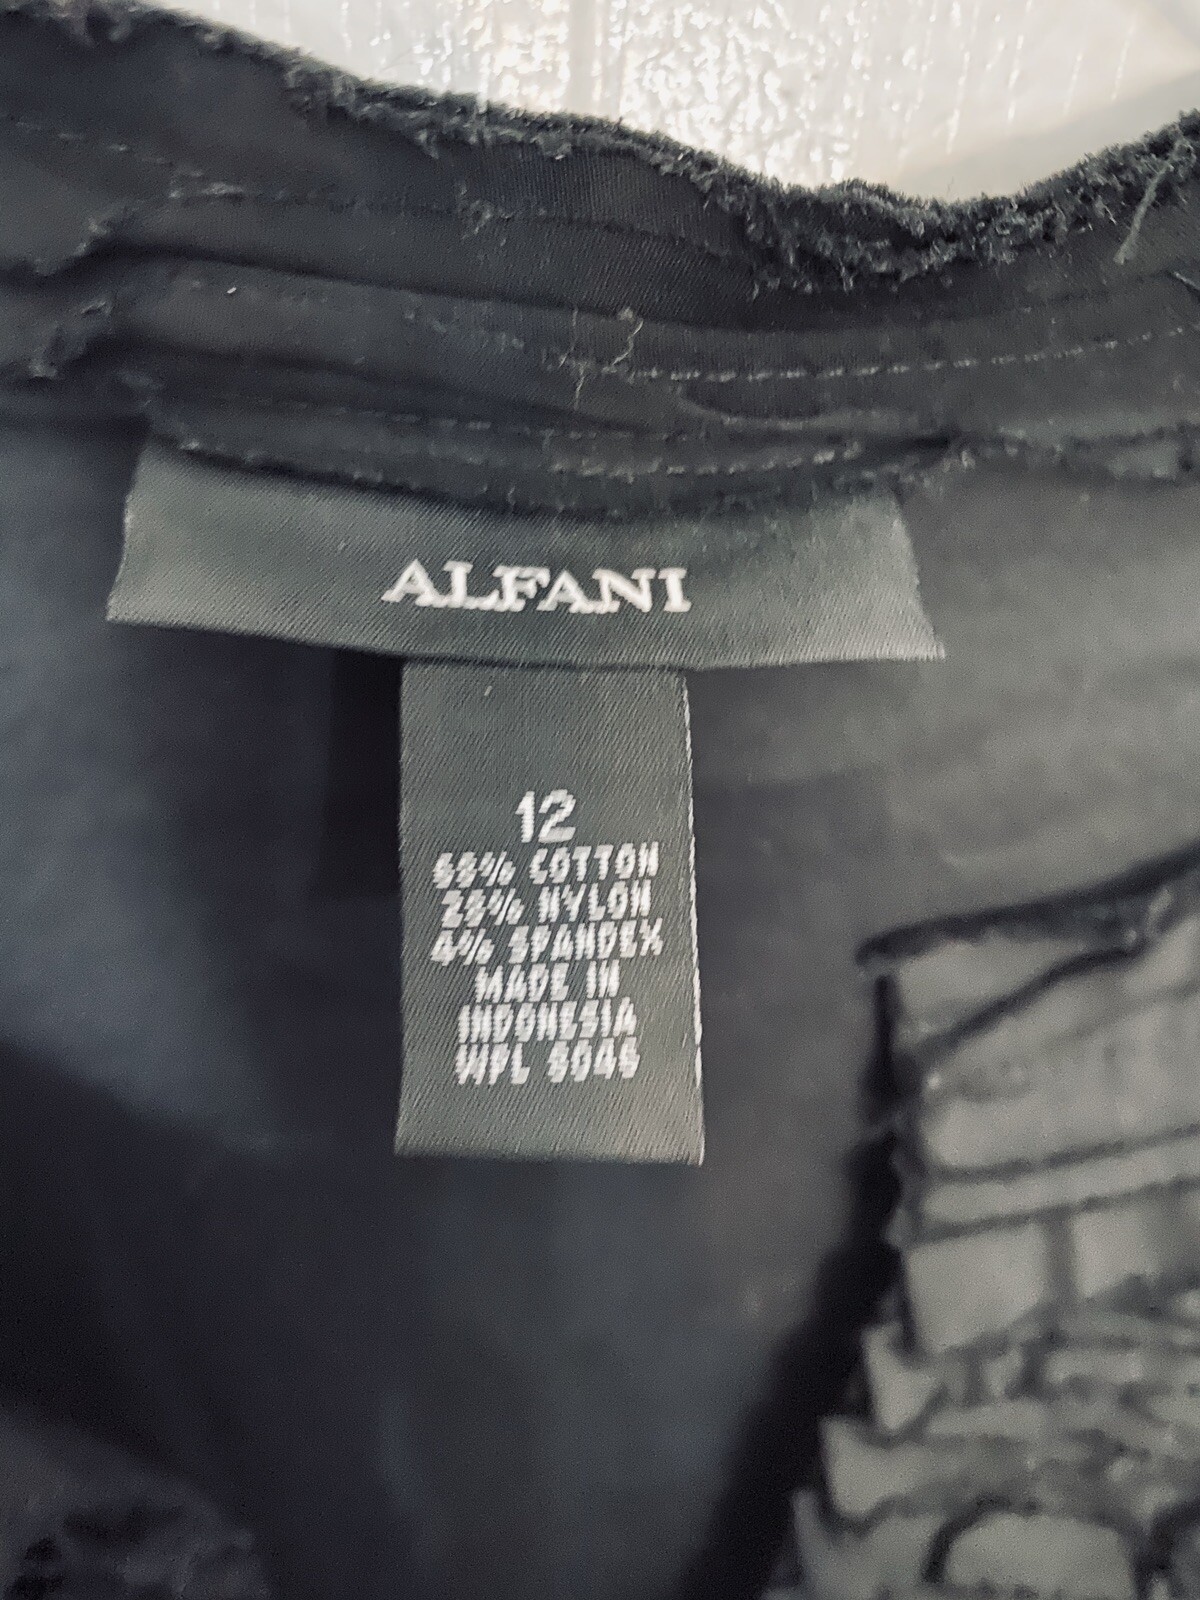 ALFANI
12
68% COTTON
28% NYLON
4% SPANDEX
MADE IN
INDONESIA
WPL